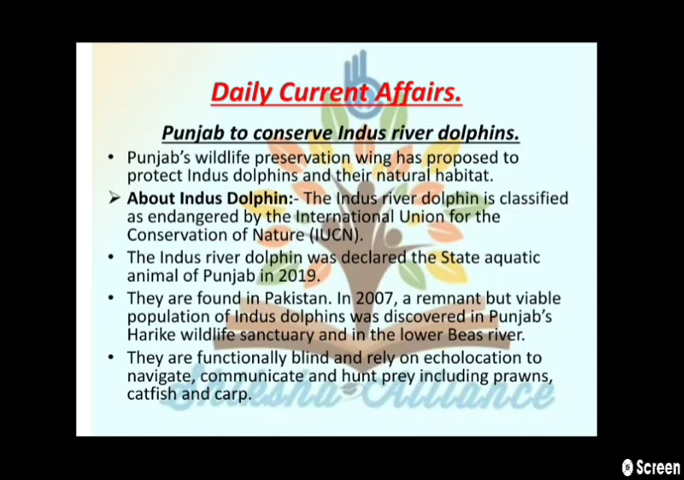 Daily Current Affairs.
Punjab to conserve Indus river dolphins.
• Punjab's wildlife preservation wing has proposed to
protect Indus dolphins and their natural habitat.
➤ About Indus Dolphin:- The Indus river dolphin is classified
as endangered by the International Union for the
Conservation of Nature (IUCN).
• The Indus river dolphin was declared the State aquatic
animal of Punjab in 2019.
• They are found in Pakistan. In 2007, a remnant but viable
population of Indus dolphins was discovered in Punjab's
Harike wildlife sanctuary and in the lower Beas river.
• They are functionally blind and rely on echolocation to
navigate, communicate and hunt prey including prawns,
catfish and carp.
Shiksha Alliance
Screen